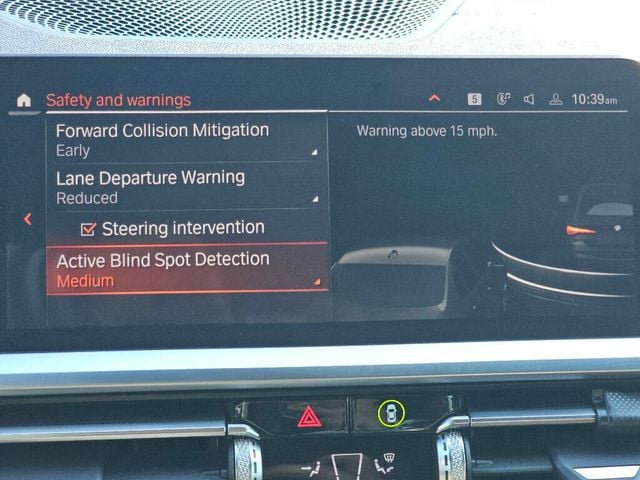 Safety and warnings
5
10:39am
Forward Collision Mitigation
Early
Warning above 15 mph.
Lane Departure Warning
Reduced
Steering intervention
Active Blind Spot Detection
Medium